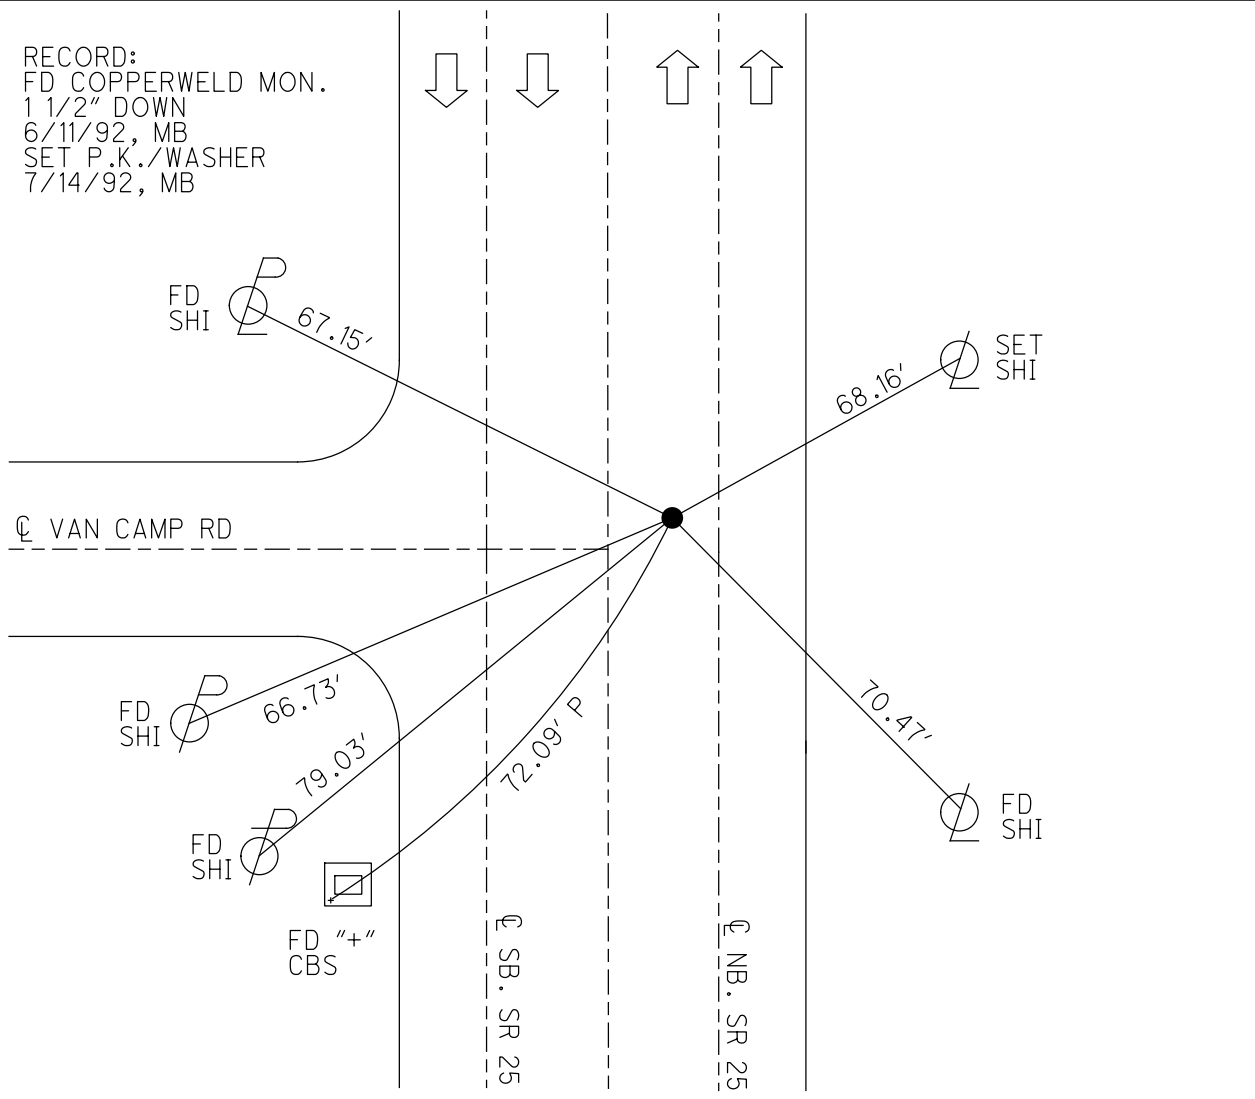 RECORD:
FD COPPERWELD MON.
1 1/2" DOWN
6/11/92, MB
SET P.K./WASHER
7/14/92, MB
FD
SHI
67.15'
SET
SHI
68.16'
℄ VAN CAMP RD
66.73'
FD
SHI
70.47'
72.09' P
79.03'
FD
SHI
FD
SHI
FD "+"
CBS
℄ SB. SR 25
℄ NB. SR 25